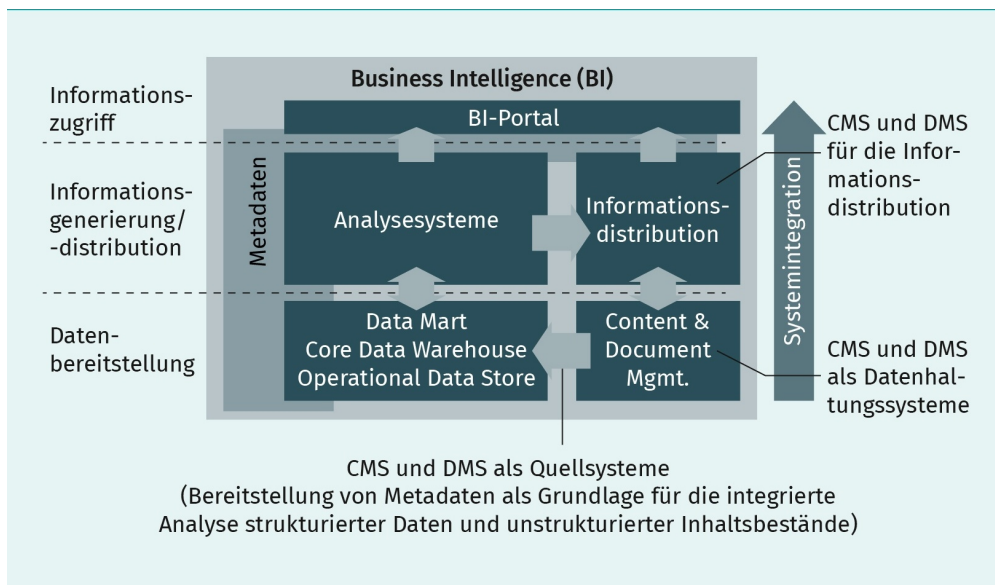 Business Intelligence (BI)
Informations-
zugriff
BI-Portal
CMS und DMS
für die Infor-
mations-
distribution
Metadaten
Informations-
generierung/
-distribution
Analysesysteme
Informations-
distribution
Systemintegration
Daten-
bereitstellung
Data Mart
Core Data Warehouse
Operational Data Store
Content &
Document
Mgmt.
CMS und DMS
als Datenhal-
tungssysteme
CMS und DMS als Quellsysteme
(Bereitstellung von Metadaten als Grundlage für die integrierte
Analyse strukturierter Daten und unstrukturierter Inhaltsbestände)